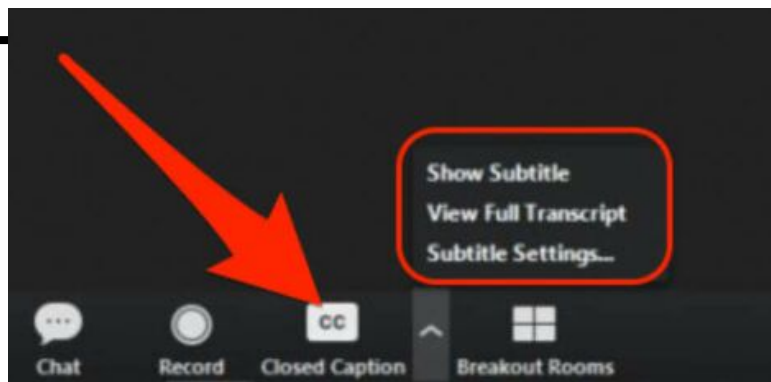 Show Subtitle
View Full Transcript
Subtitle Settings...
CC
Chat
Record
Closed Caption
Breakout Rooms